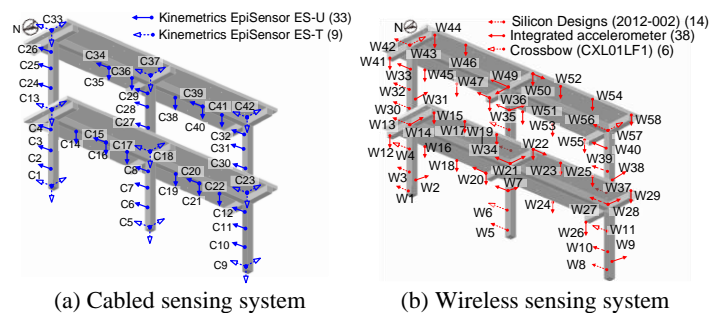 N
C33
Kinemetrics EpiSensor ES-U (33)
Kinemetrics EpiSensor ES-T (9)
C26
C25
C24
C13
C34
C35
C36
C37
C29
C28
C27
C38
C39
C40
C41
C42
C32
C31
C30
C4
C3
C2
C1
C14
C15
C16
C17
C18
C8
C7
C6
C5
C19
C20
C21
C22
C23
C12
C11
C10
C9
(a) Cabled sensing system
N
W44
Silicon Designs (2012-002) (14)
Integrated accelerometer
(38)
Crossbow (CXL01LF1) (6)
W42
W43
W41
W33
W32
W30
W31
W45
W46
W47
W49
W50
W52
W54
W36
W51
W53
W35
W55
W56
W58
W57
W40
W39
W38
W13
W14
W15
W17
W19
W12
W4
W16
W34
W22
W3
W2
W1
W18
W20
W21
W7
W23
W25
W37
W29
W6
W5
W24
W27
W28
W26
W11
W10
W9
W8
(b) Wireless sensing system